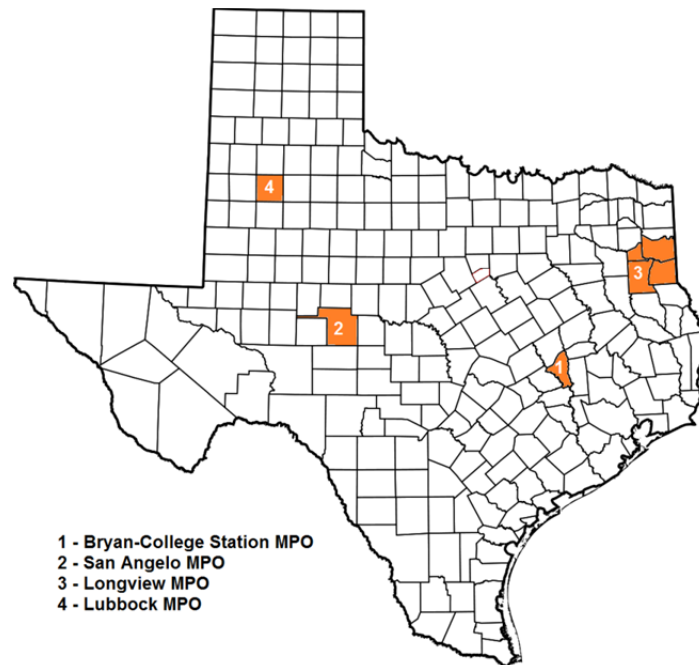 4
3
2
1
1 - Bryan-College Station MPO
2 - San Angelo MPO
3 - Longview MPO
4 - Lubbock MPO